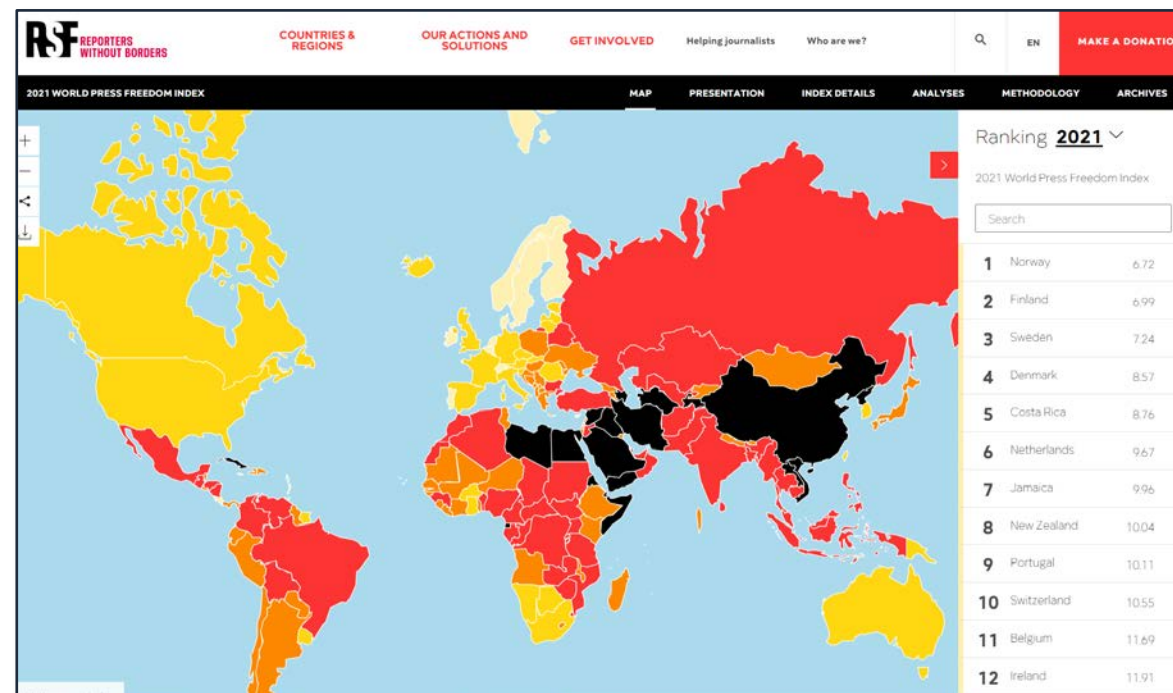 RSF REPORTERS
WITHOUT BORDERS
COUNTRIES &
REGIONS
OUR ACTIONS AND
SOLUTIONS
GET INVOLVED
Helping journalists
Who are we?
EN
MAKE A DONATIO
2021 WORLD PRESS FREEDOM INDEX
MAP
PRESENTATION
INDEX DETAILS
ANALYSES
METHODOLOGY
ARCHIVES
+
−
Ranking 2021
2021 World Press Freedom Index
Search
1 Norway 6.72
2 Finland 6.99
3 Sweden 7.24
4 Denmark 8.57
5 Costa Rica 8.76
6 Netherlands 9.67
7 Jamaica 9.96
8 New Zealand 10.04
9 Portugal 10.11
10 Switzerland 10.55
11 Belgium 11.69
12 Ireland 11.91